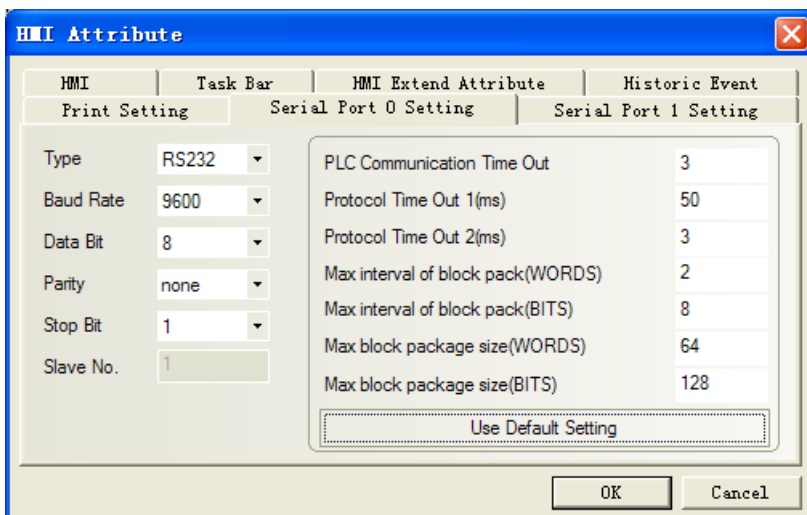 HMI Attribute
HMI
Task Bar
HMI Extend Attribute
Historic Event
Print Setting
Serial Port 0 Setting
Serial Port 1 Setting
Type RS232
Baud Rate 9600
Data Bit 8
Parity none
Stop Bit 1
Slave No. 1
PLC Communication Time Out 3
Protocol Time Out 1(ms) 50
Protocol Time Out 2(ms) 3
Max interval of block pack(WORDS) 2
Max interval of block pack(BITS) 8
Max block package size(WORDS) 64
Max block package size(BITS) 128
Use Default Setting
OK
Cancel